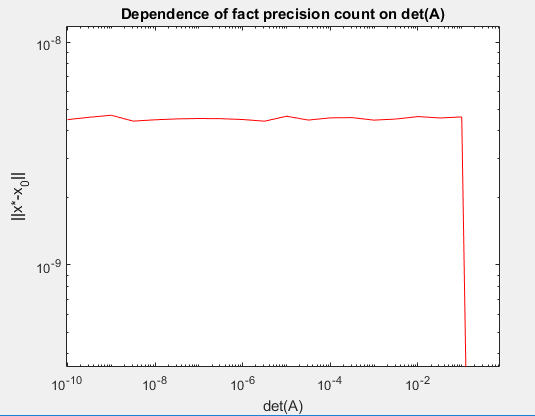 Dependence of fact precision count on det(A)
10^-8
10^-9
||x*-x_0||
10^-10 10^-8 10^-6 10^-4 10^-2
det(A)